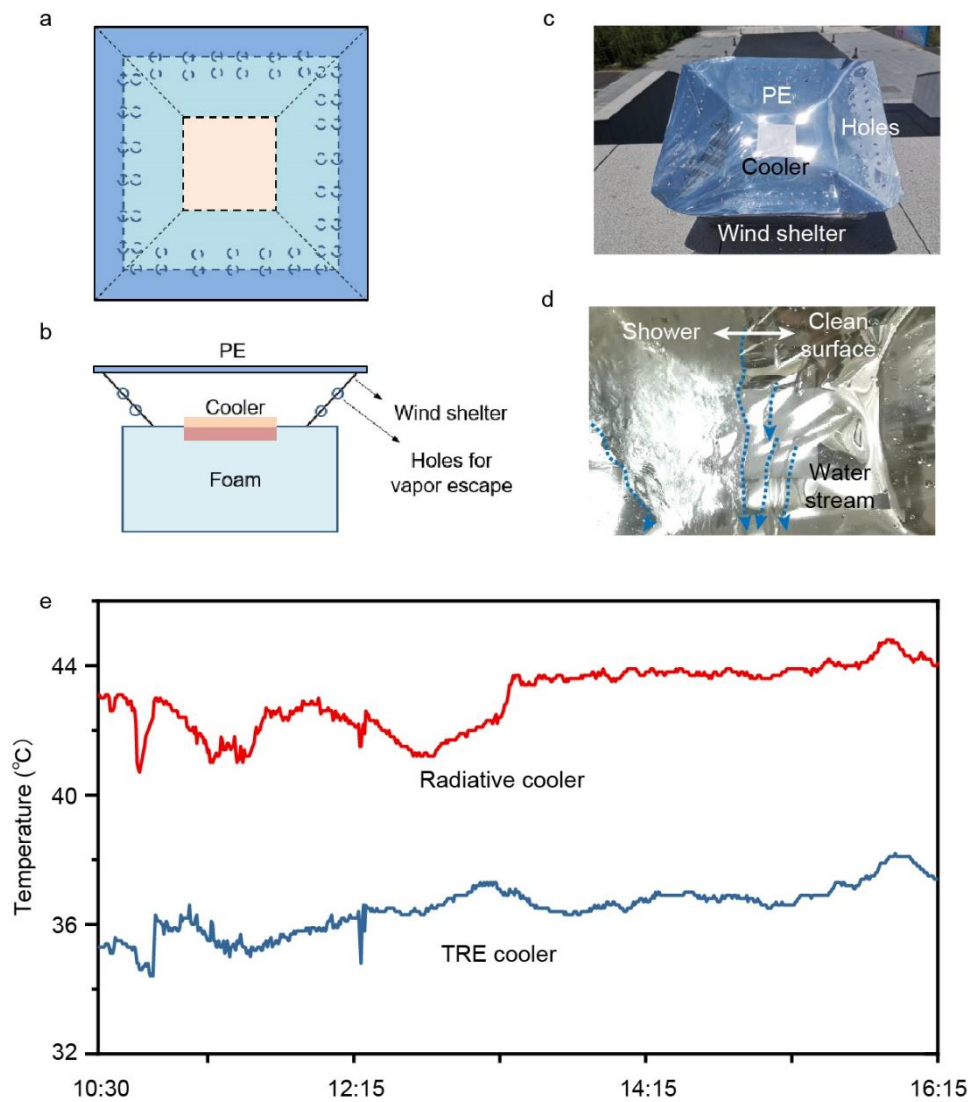 a
b
PE
Cooler
Wind shelter
Holes for
vapor escape
Foam
c
PE
Holes
Cooler
Wind shelter
d
Shower
Clean
surface
Water
stream
e
Temperature (°C)
44
40
36
32
Radiative cooler
TRE cooler
10:30
12:15
14:15
16:15